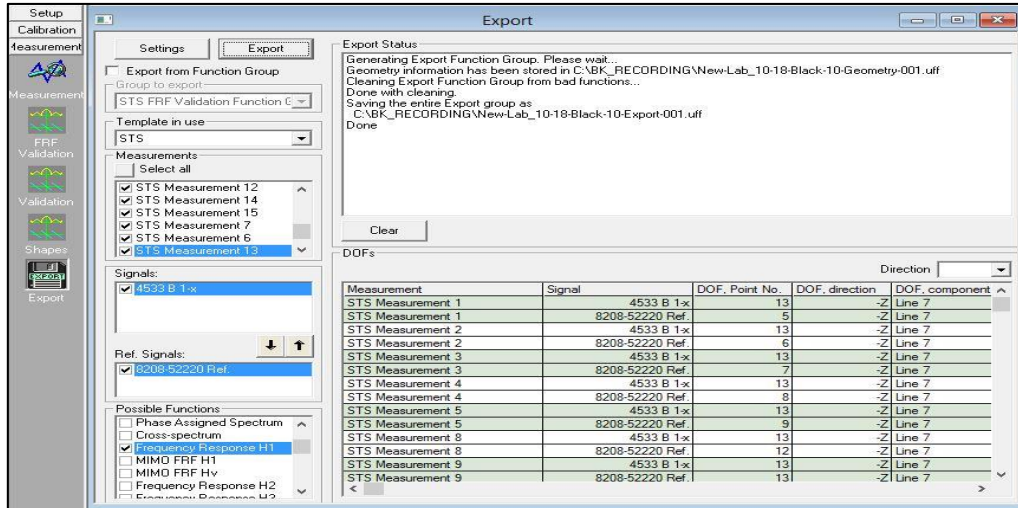 Setup
Calibration
Measurement
Measurement
FRF
Validation
Validation
Shapes
EXPORT
Export
Export
Settings
Export
Export from Function Group
Group to export
STS FRF Validation Function G
Template in use
STS
Measurements
Select all
STS Measurement 12
STS Measurement 14
STS Measurement 15
STS Measurement 7
STS Measurement 6
STS Measurement 13
Signals:
4533 B 1-x
Ref. Signals:
8208-52220 Ref.
Possible Functions
Phase Assigned Spectrum
Cross-spectrum
Frequency Response H1
MIMO FRF H1
MIMO FRF Hv
Frequency Response H2
Frequency Response H3
Export Status
Generating Export Function Group. Please wait...
Geometry information has been stored in C:\BK_RECORDING\New-Lab_10-18-Black-10-Geometry-001.uff
Cleaning Export Function Group from bad functions...
Done with cleaning.
Saving the entire Export group as
C:\BK_RECORDING\New-Lab_10-18-Black-10-Export-001.uff
Done
Clear
DOFs
Direction
Measurement Signal DOF, Point No. DOF, direction DOF, component
STS Measurement 1 4533 B 1-x 13 -Z Line 7
STS Measurement 1 8208-52220 Ref. 5 -Z Line 7
STS Measurement 2 4533 B 1-x 13 -Z Line 7
STS Measurement 2 8208-52220 Ref. 6 -Z Line 7
STS Measurement 3 4533 B 1-x 13 -Z Line 7
STS Measurement 3 8208-52220 Ref. 7 -Z Line 7
STS Measurement 4 4533 B 1-x 13 -Z Line 7
STS Measurement 4 8208-52220 Ref. 8 -Z Line 7
STS Measurement 5 4533 B 1-x 13 -Z Line 7
STS Measurement 5 8208-52220 Ref. 9 -Z Line 7
STS Measurement 8 4533 B 1-x 13 -Z Line 7
STS Measurement 8 8208-52220 Ref. 12 -Z Line 7
STS Measurement 9 4533 B 1-x 13 -Z Line 7
STS Measurement 9 8208-52220 Ref. 13 -Z Line 7